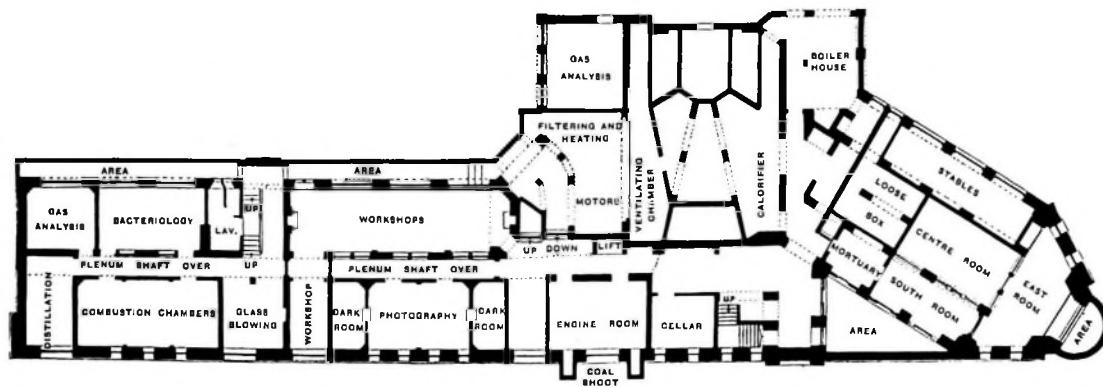 GAS
ANALYSIS
BOILER
HOUSE
FILTERING AND
HEATING
MOTORS
VENTILATING
CHAMBER
CALORIFIER
STABLES
LOOSE
BOX
CENTRE ROOM
MORTUARY
SOUTH ROOM
EAST
ROOM
AREA
AREA
AREA
AREA
GAS
ANALYSIS
BACTERIOLOGY
LAV.
UP
WORKSHOPS
UP
DOWN
LIFT
PLENUM SHAFT OVER
UP
PLENUM SHAFT OVER
DISTILLATION
COMBUSTION CHAMBERS
GLASS
BLOWING
WORKSHOP
DARK
ROOM
PHOTOGRAPHY
DARK
ROOM
ENGINE ROOM
CELLAR
UP
COAL
SHOOT